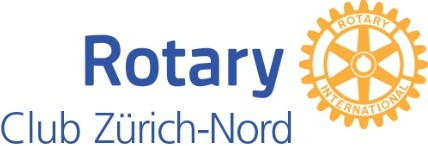 Rotary
Club Zürich-Nord
ROTARY
INTERNATIONAL